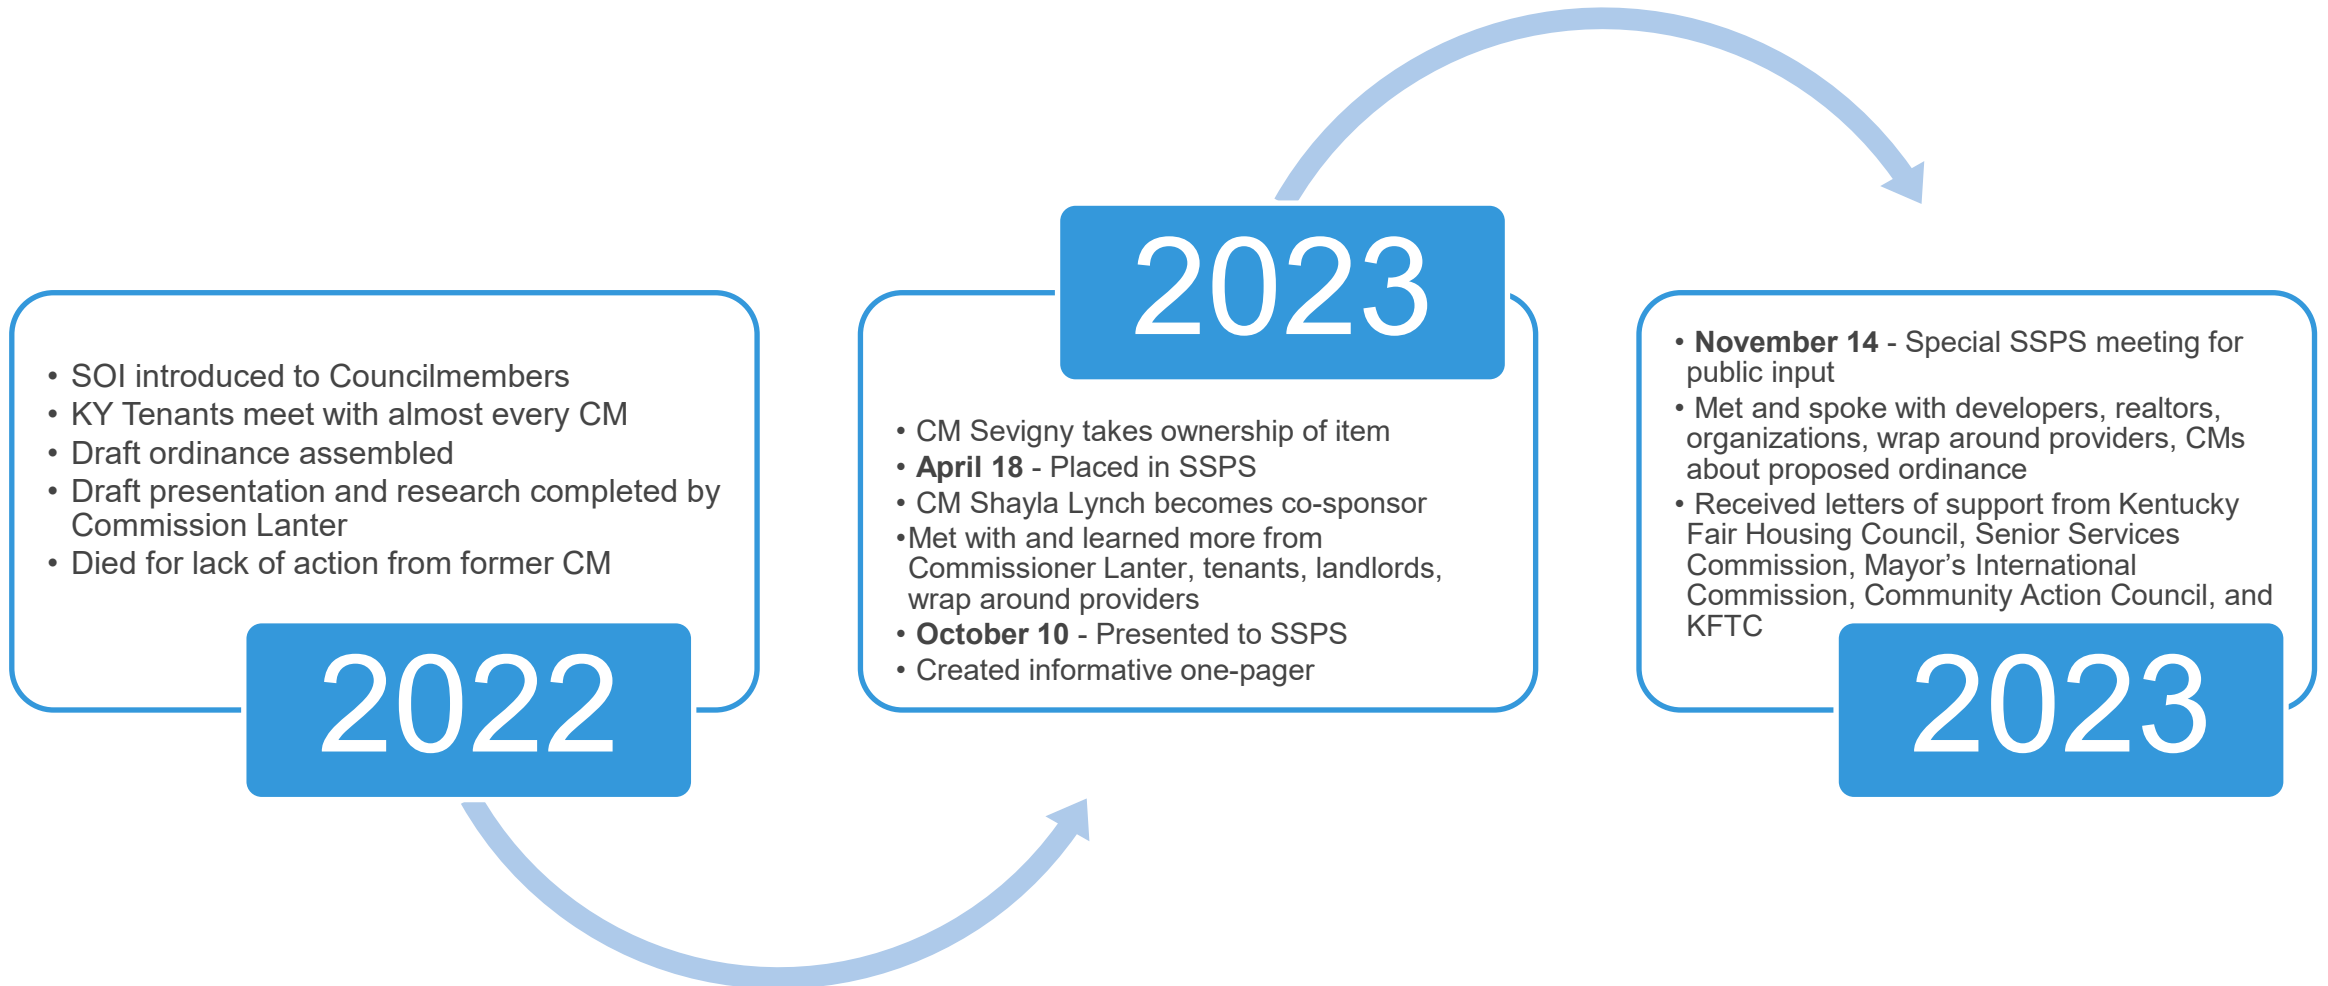 • SOI introduced to Councilmembers
• KY Tenants meet with almost every CM
• Draft ordinance assembled
• Draft presentation and research completed by
Commission Lanter
• Died for lack of action from former CM
2022
2023
• CM Sevigny takes ownership of item
• April 18 - Placed in SSPS
• CM Shayla Lynch becomes co-sponsor
•Met with and learned more from
Commissioner Lanter, tenants, landlords,
wrap around providers
• October 10 - Presented to SSPS
• Created informative one-pager
• November 14 - Special SSPS meeting for
public input
• Met and spoke with developers, realtors,
organizations, wrap around providers, CMs
about proposed ordinance
• Received letters of support from Kentucky
Fair Housing Council, Senior Services
Commission, Mayor’s International
Commission, Community Action Council, and
KFTC
2023